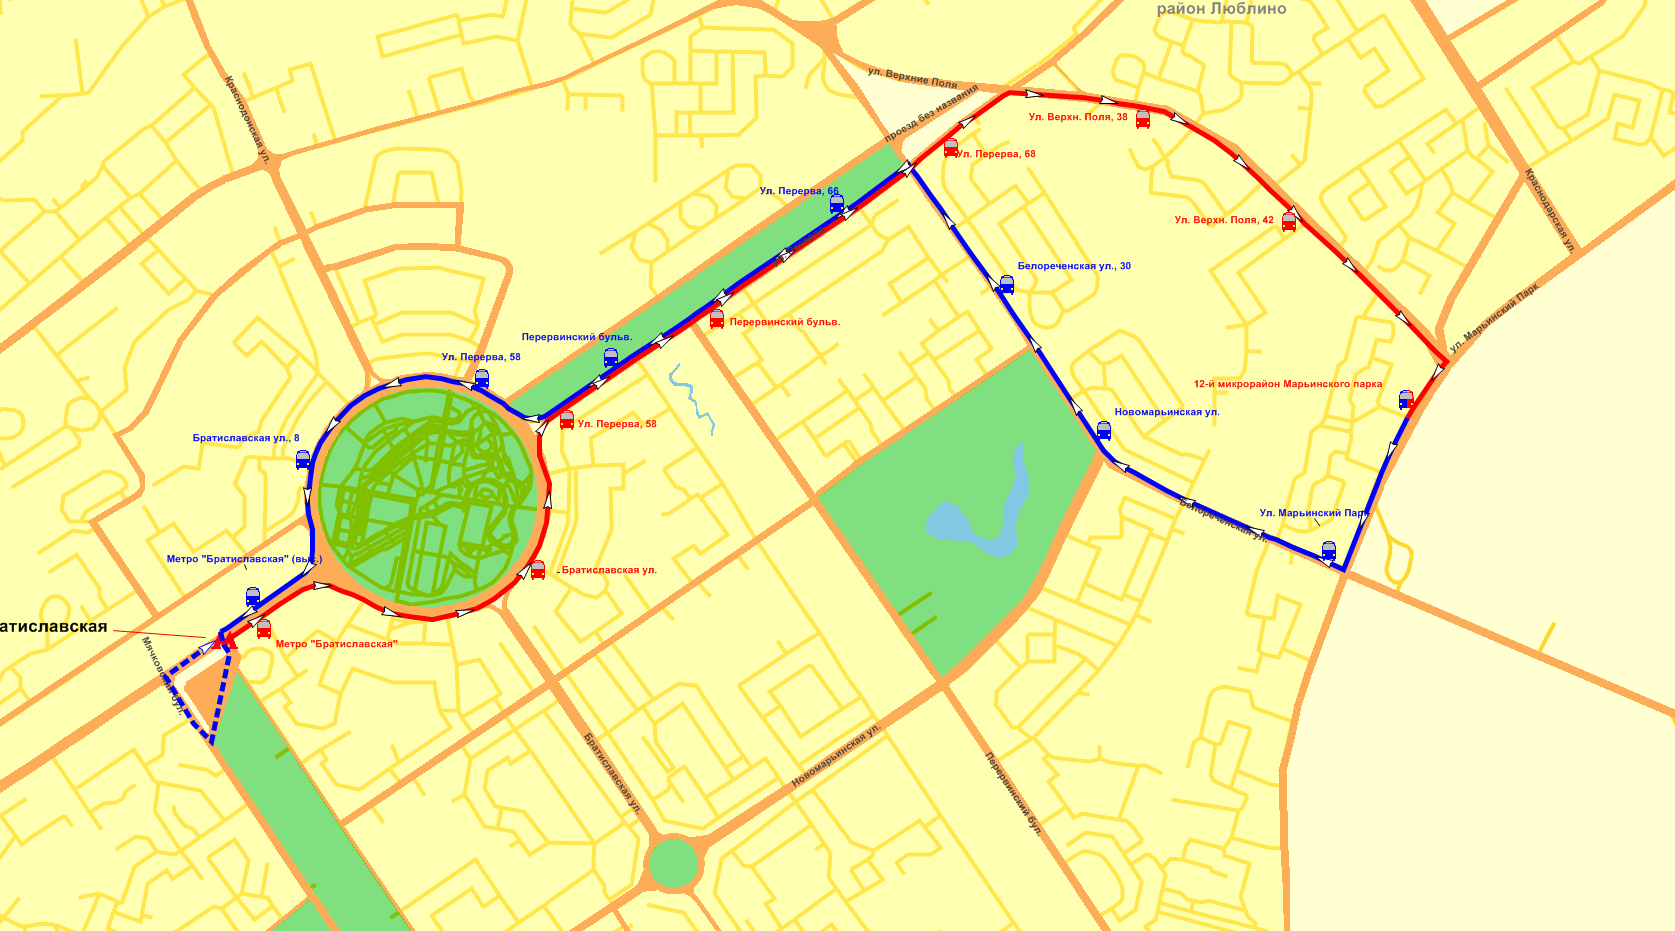 район Люблино
ул. Верхние Поля
Краснодонская ул.
проезд без названия
Ул. Верхн. Поля, 38
Ул. Перерва, 68
Ул. Перерва, 66
Краснодарская ул.
Ул. Верхн. Поля, 42
Белореченская ул., 30
ул. Марьинский Парк
Перервинский бульв.
Перервинский бульв.
Ул. Перерва, 58
12-й микрорайон Марьинского парка
Новомарьинская ул.
Ул. Перерва, 58
Братиславская ул., 8
Белореченская ул.
Ул. Марьинский Парк
Метро "Братиславская" (выс.)
Братиславская ул.
атиславская
Метро "Братиславская"
Мячковский бул.
Братиславская ул.
Новомарьинская ул.
Перервинский бул.